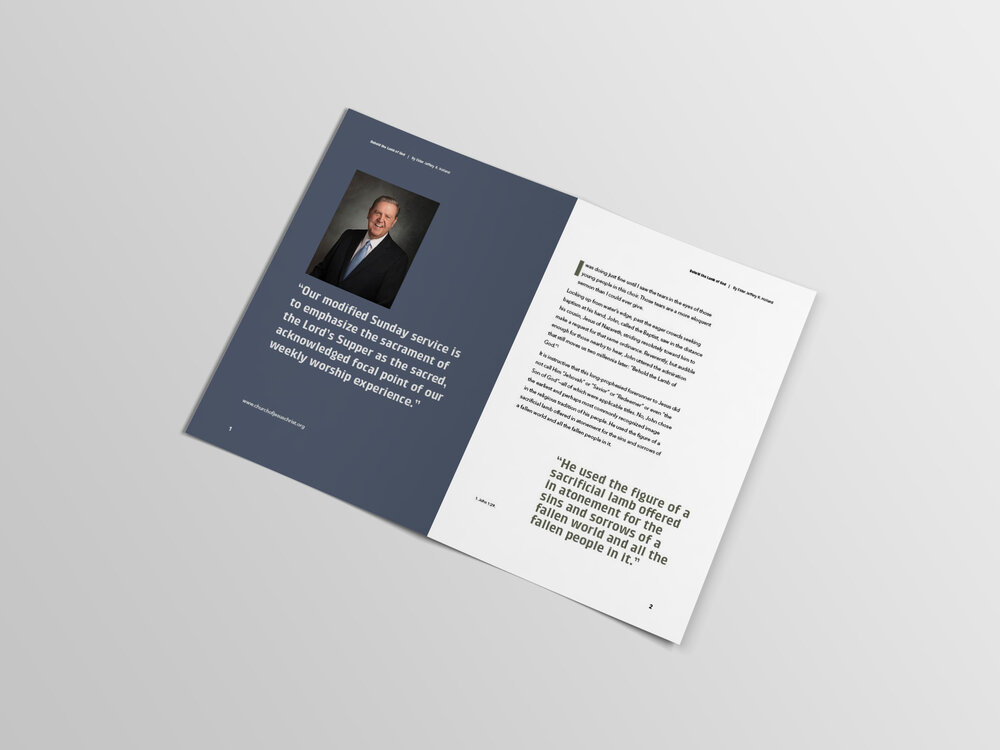 Behold the Lamb of God | By Elder Jeffrey R. Holland
“Our modified Sunday service is
to emphasize the sacrament of
the Lord's Supper as the sacred,
acknowledged focal point of our
weekly worship experience.”
www.churchofjesuschrist.org
1
Behold the Lamb of God | By Elder Jeffrey R. Holland
I was doing just fine until I saw the tears in the eyes of those
young people in this choir. Those tears are a more eloquent
sermon than I could ever give.
Looking up from water's edge, past the eager crowds seeking
baptism at his hand, John, called the Baptist, saw in the distance
his cousin, Jesus of Nazareth, striding resolutely toward him to
make a request for that same ordinance. Reverently, but audible
enough for those nearby to hear, John uttered the admiration
that still moves us two millennia later: “Behold the Lamb of
God.”
It is instructive that this long-prophesied forerunner to Jesus did
not call Him “Jehovah” or “Savior” or “Redeemer” or even “the
Son of God”—all of which were applicable titles. No, John chose
the earliest and perhaps most commonly recognized image
in the religious tradition of his people. He used the figure of a
sacrificial lamb offered in atonement for the sins and sorrows of
a fallen world and all the fallen people in it.
“He used the figure of a
sacrificial lamb offered
in atonement for the
sins and sorrows of a
fallen world and all the
fallen people in it.”
1. John 1:29.
2